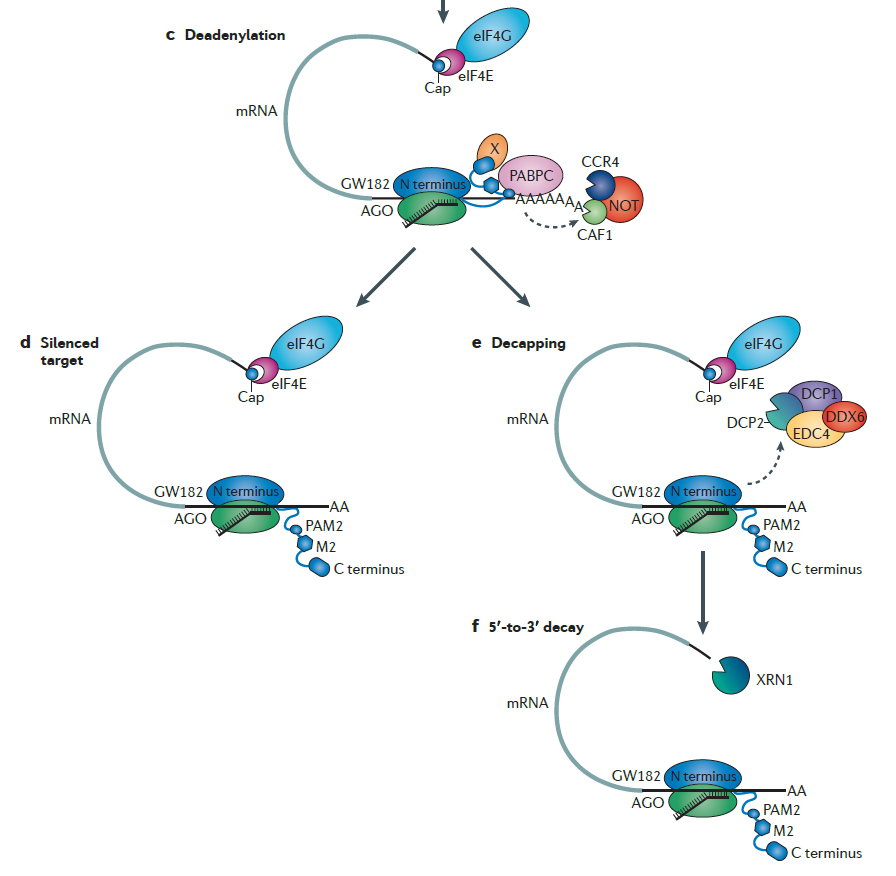 c Deadenylation
eIF4G
eIF4E
Cap
mRNA
X
CCR4
GW182
N terminus
PABPC
NOT
AGO
AAAAAAA
CAF1
d Silenced
target
eIF4G
eIF4E
Cap
mRNA
GW182
N terminus
AA
AGO
PAM2
M2
C terminus
e Decapping
eIF4G
eIF4E
Cap
mRNA
DCP1
DCP2
DDX6
EDC4
GW182
N terminus
AA
AGO
PAM2
M2
C terminus
f 5′-to-3′ decay
XRN1
mRNA
GW182
N terminus
AA
AGO
PAM2
M2
C terminus